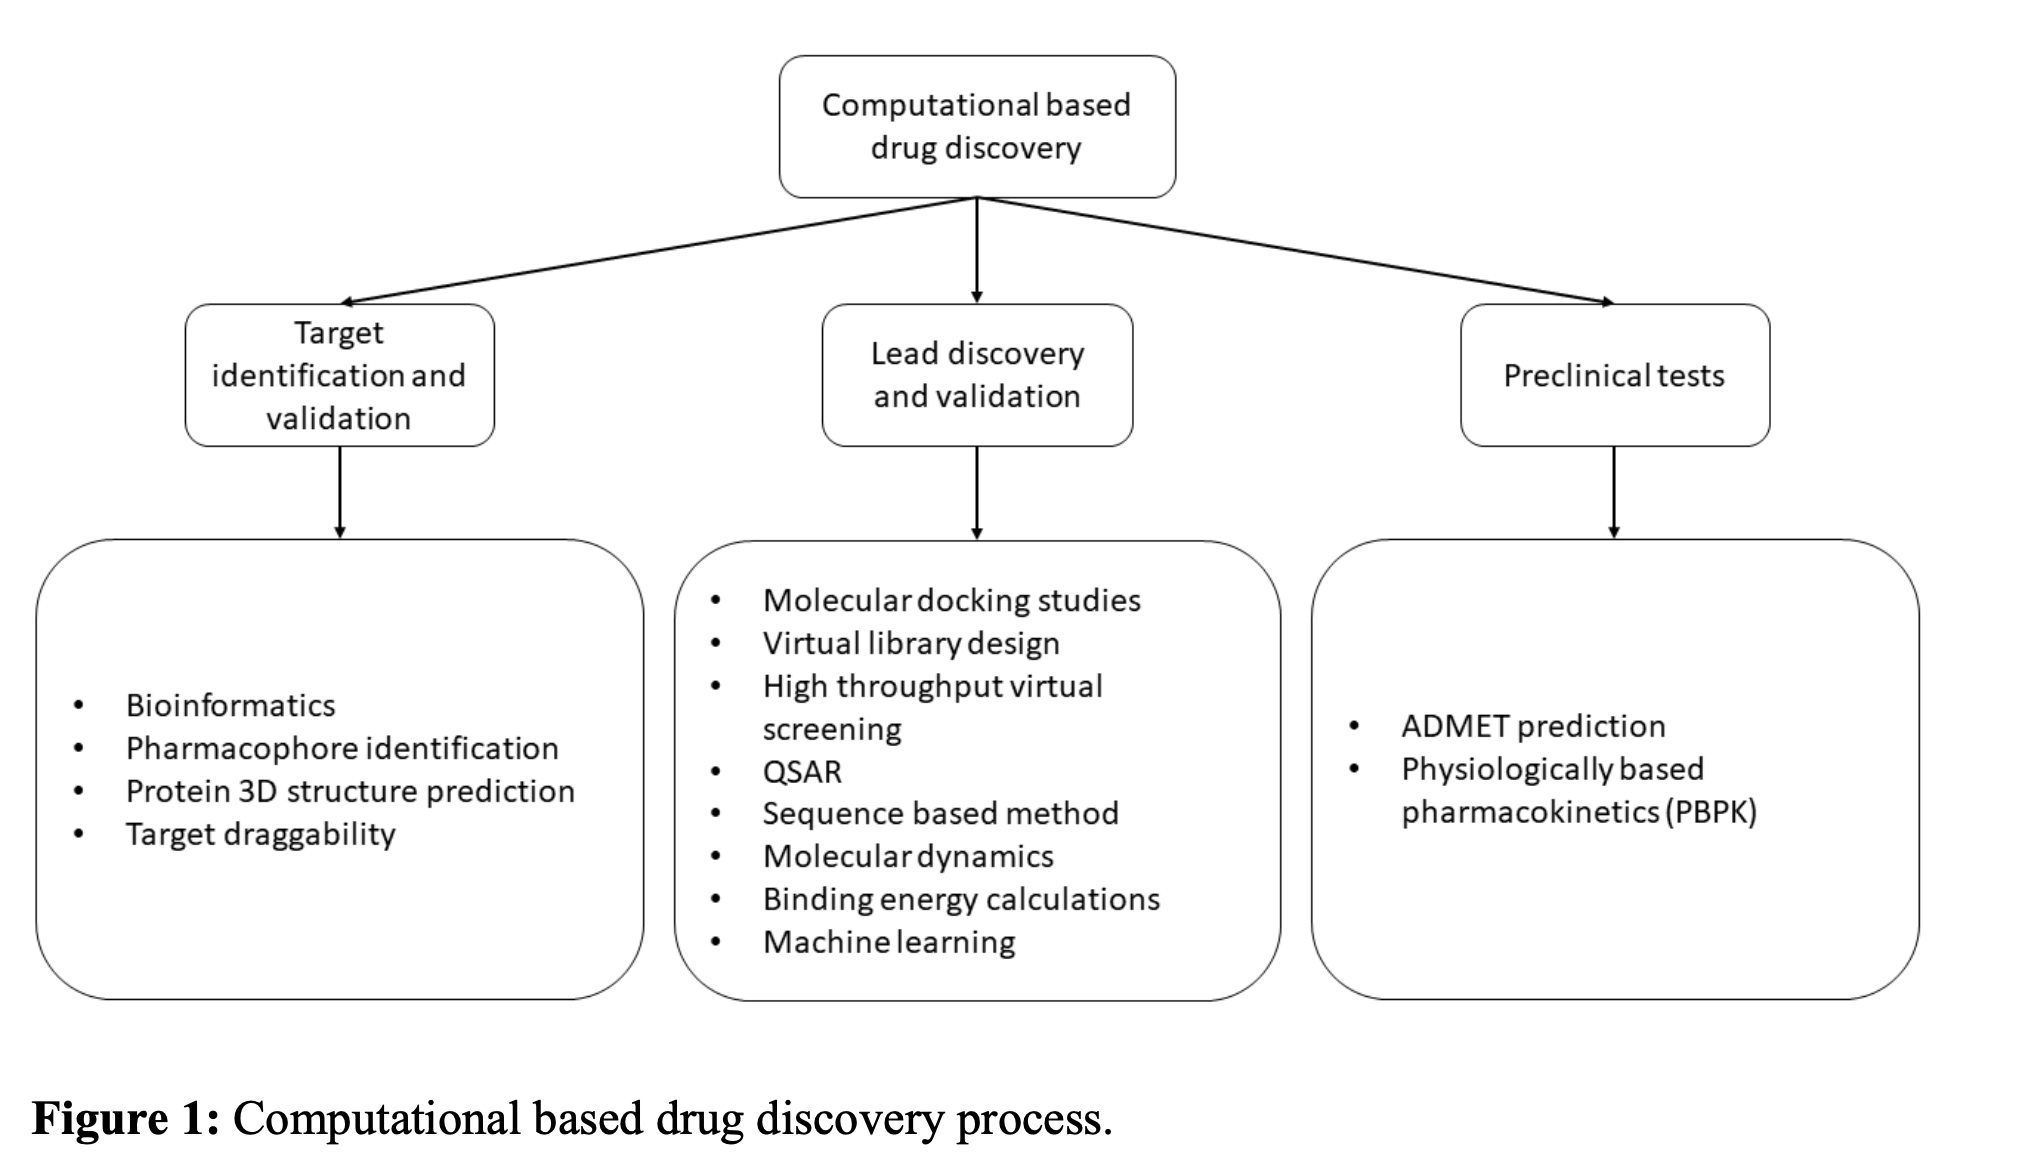 Computational based
drug discovery
Target
identification and
validation
Lead discovery
and validation
Preclinical tests
• Bioinformatics
• Pharmacophore identification
• Protein 3D structure prediction
• Target draggability
• Molecular docking studies
• Virtual library design
• High throughput virtual
screening
• QSAR
• Sequence based method
• Molecular dynamics
• Binding energy calculations
• Machine learning
• ADMET prediction
• Physiologically based
pharmacokinetics (PBPK)
Figure 1: Computational based drug discovery process.